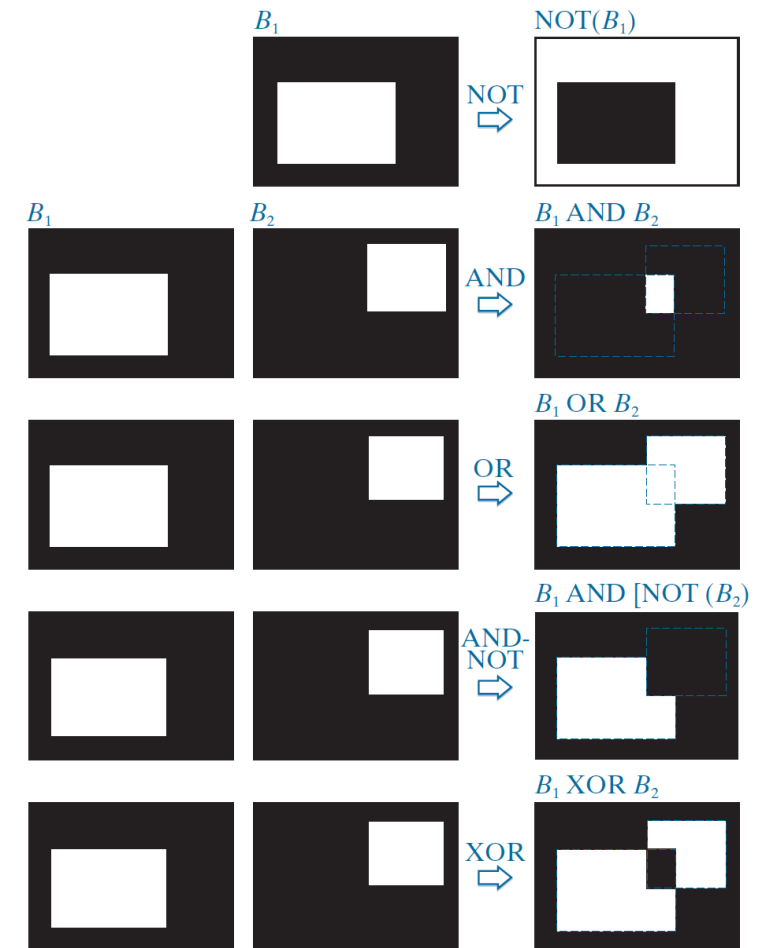 B₁ NOT(B₁)
NOT
B₁ B₂ B₁ AND B₂
AND
B₁ OR B₂
OR
B₁ AND [NOT (B₂)
AND-
NOT
B₁ XOR B₂
XOR